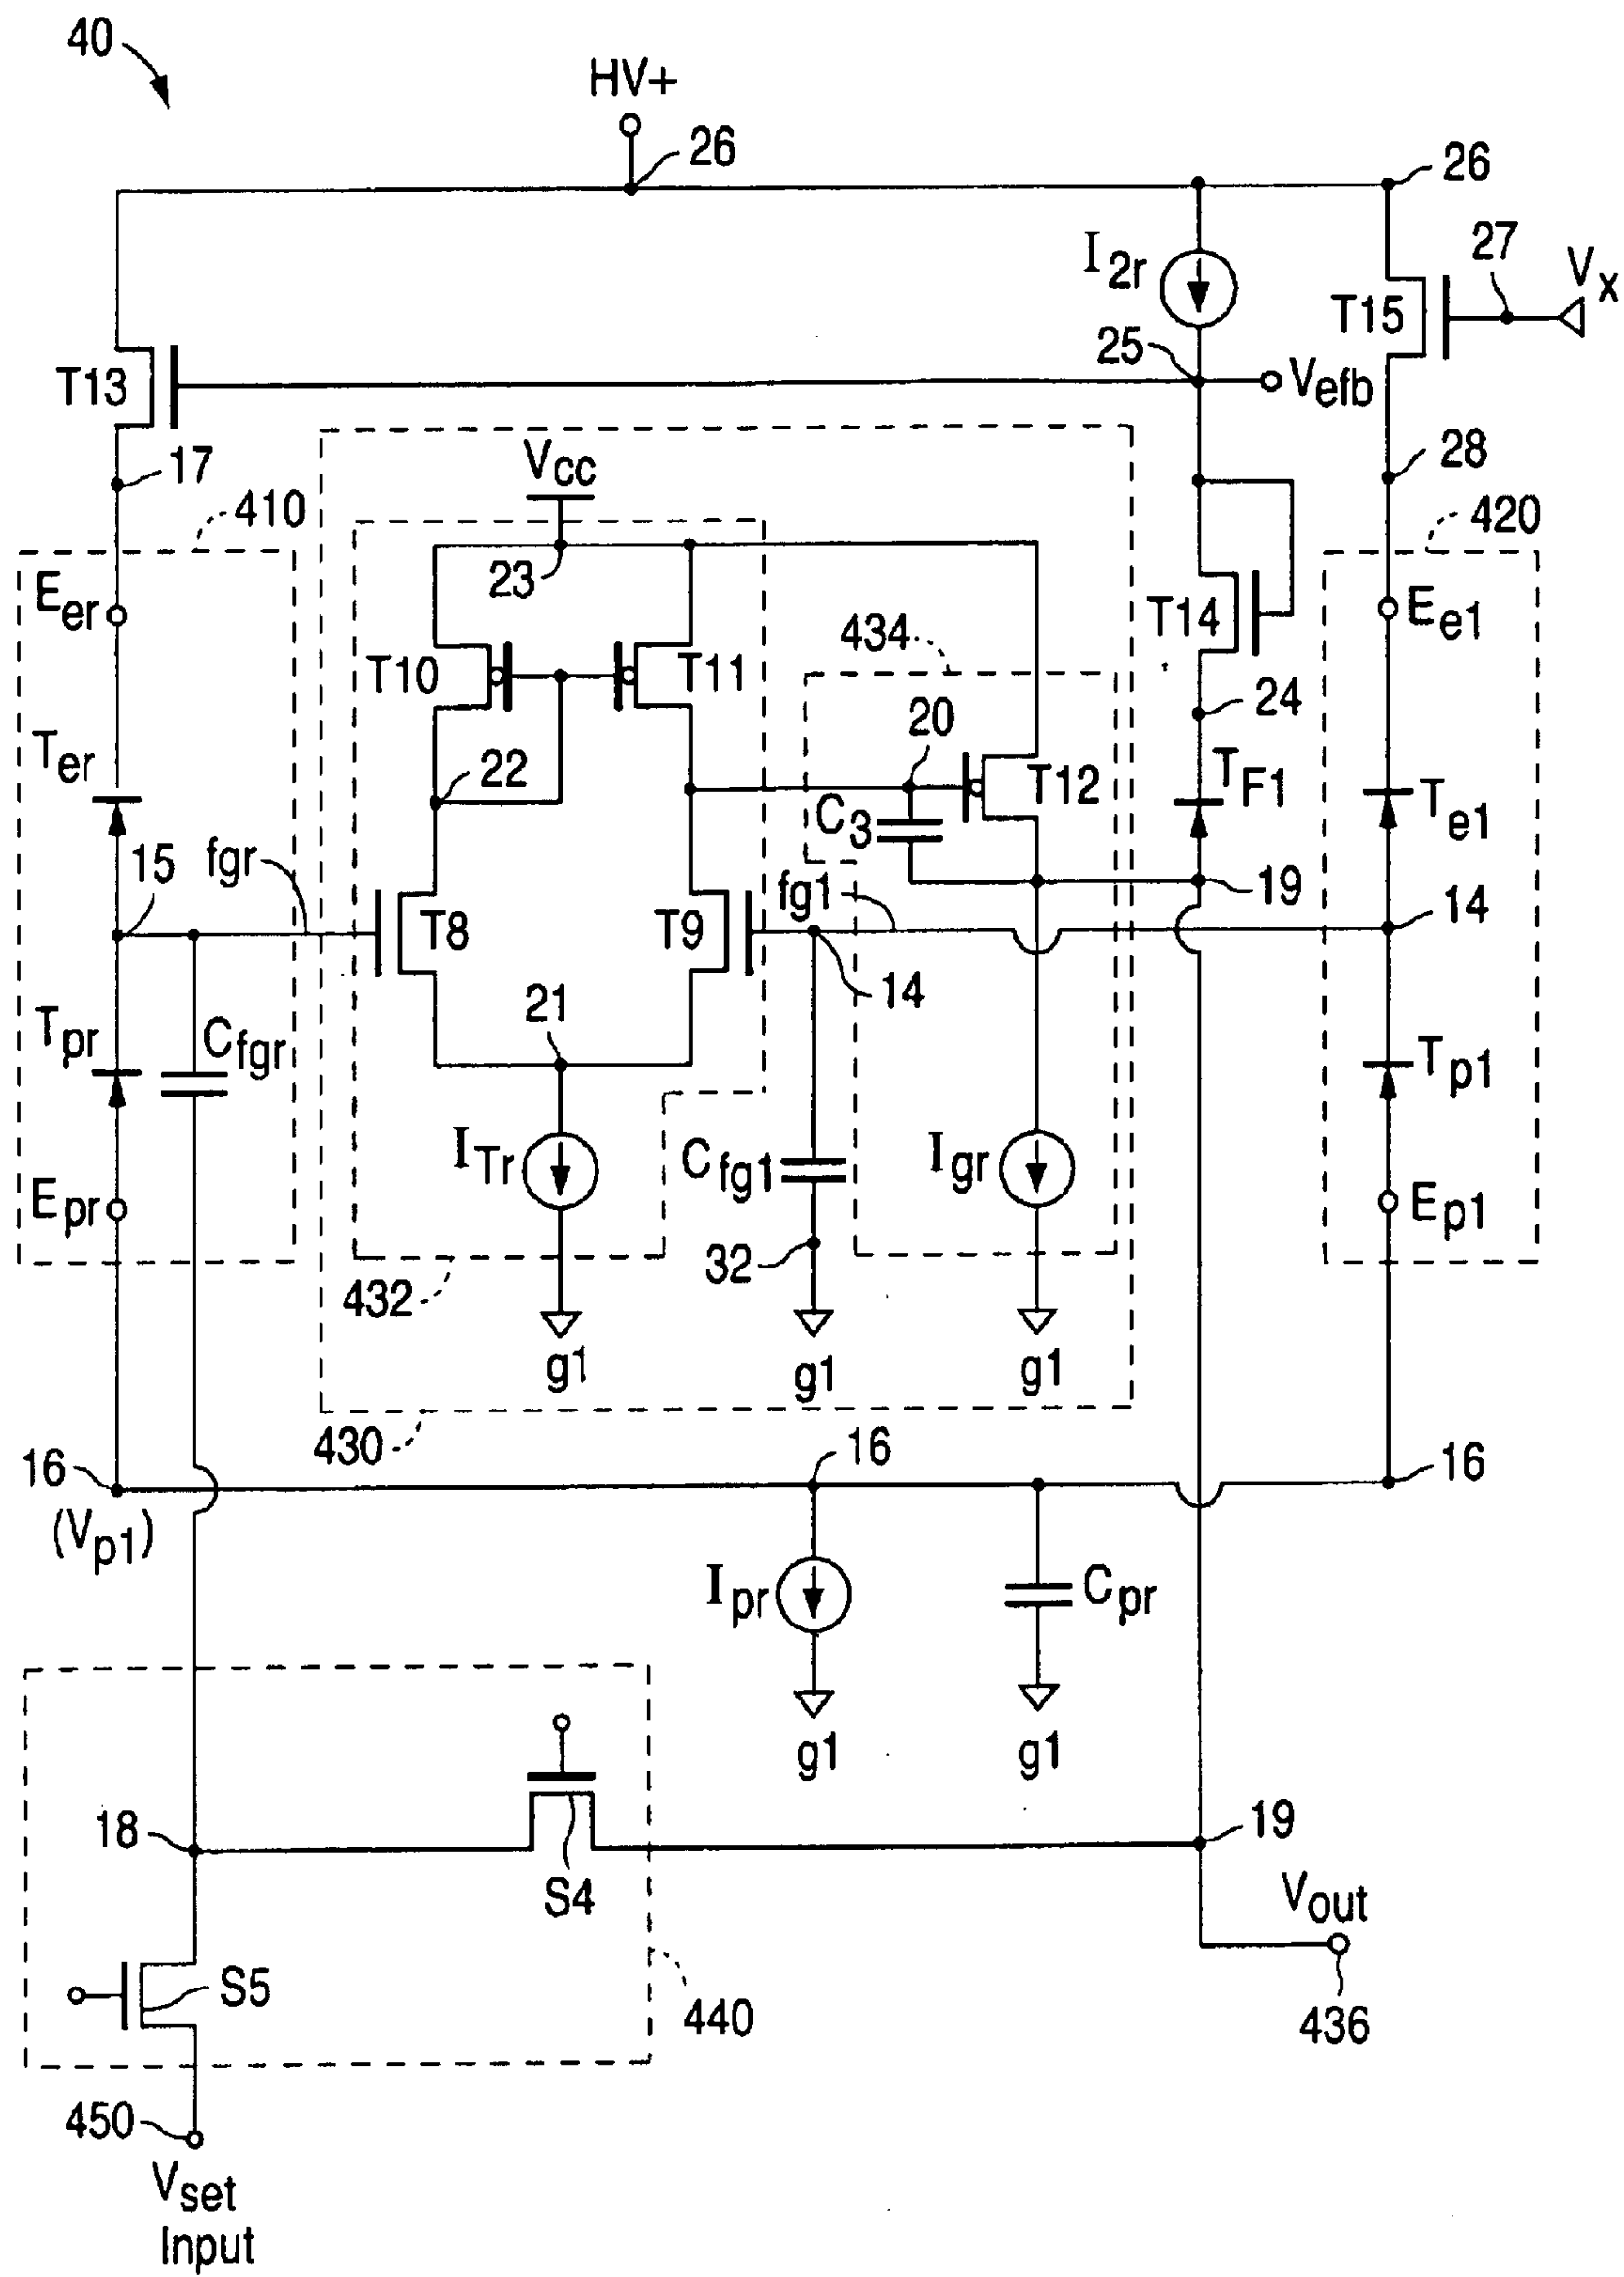 40
HV+
26
26
I2r
27
Vx
T15
25
Vefb
T13
17
28
410
Vcc
420
23
Eer
Ee1
T14
434
T10
T11
24
20
Ter
22
T12
TF1
Te1
C3
15
fgr
19
fg1
14
T8
T9
14
21
Tpr
Cfgr
Tp1
ITr
Cfg1
Igr
Epr
Ep1
32
432
g1
g1
g1
430
16
16
16
(Vp1)
Ipr
Cpr
g1
g1
18
19
S4
Vout
S5
440
436
450
Vset
Input